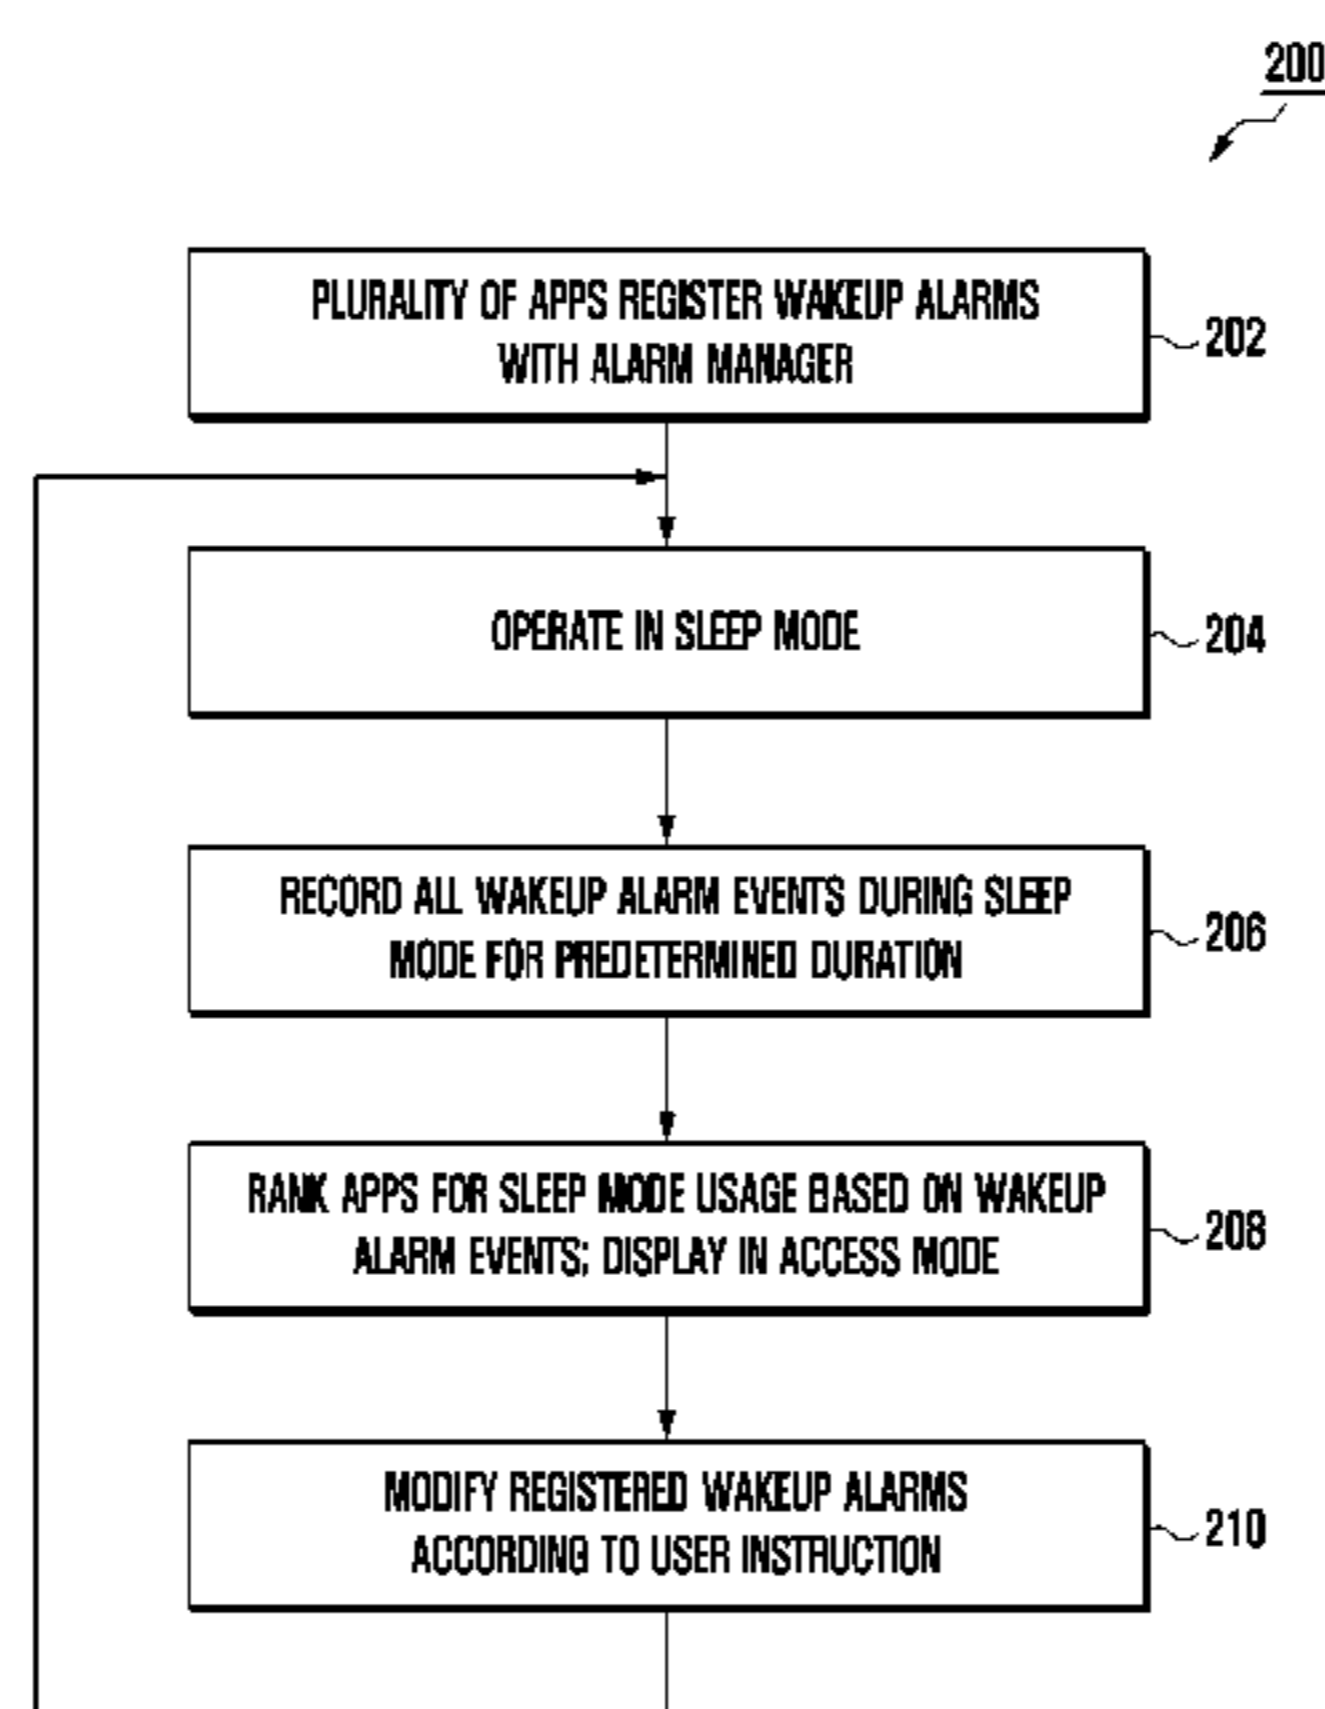 200
PLURALITY OF APPS REGISTER WAKEUP ALARMS
WITH ALARM MANAGER
202
OPERATE IN SLEEP MODE
204
RECORD ALL WAKEUP ALARM EVENTS DURING SLEEP
MODE FOR PREDETERMINED DURATION
206
RANK APPS FOR SLEEP MODE USAGE BASED ON WAKEUP
ALARM EVENTS; DISPLAY IN ACCESS MODE
208
MODIFY REGISTERED WAKEUP ALARMS
ACCORDING TO USER INSTRUCTION
210